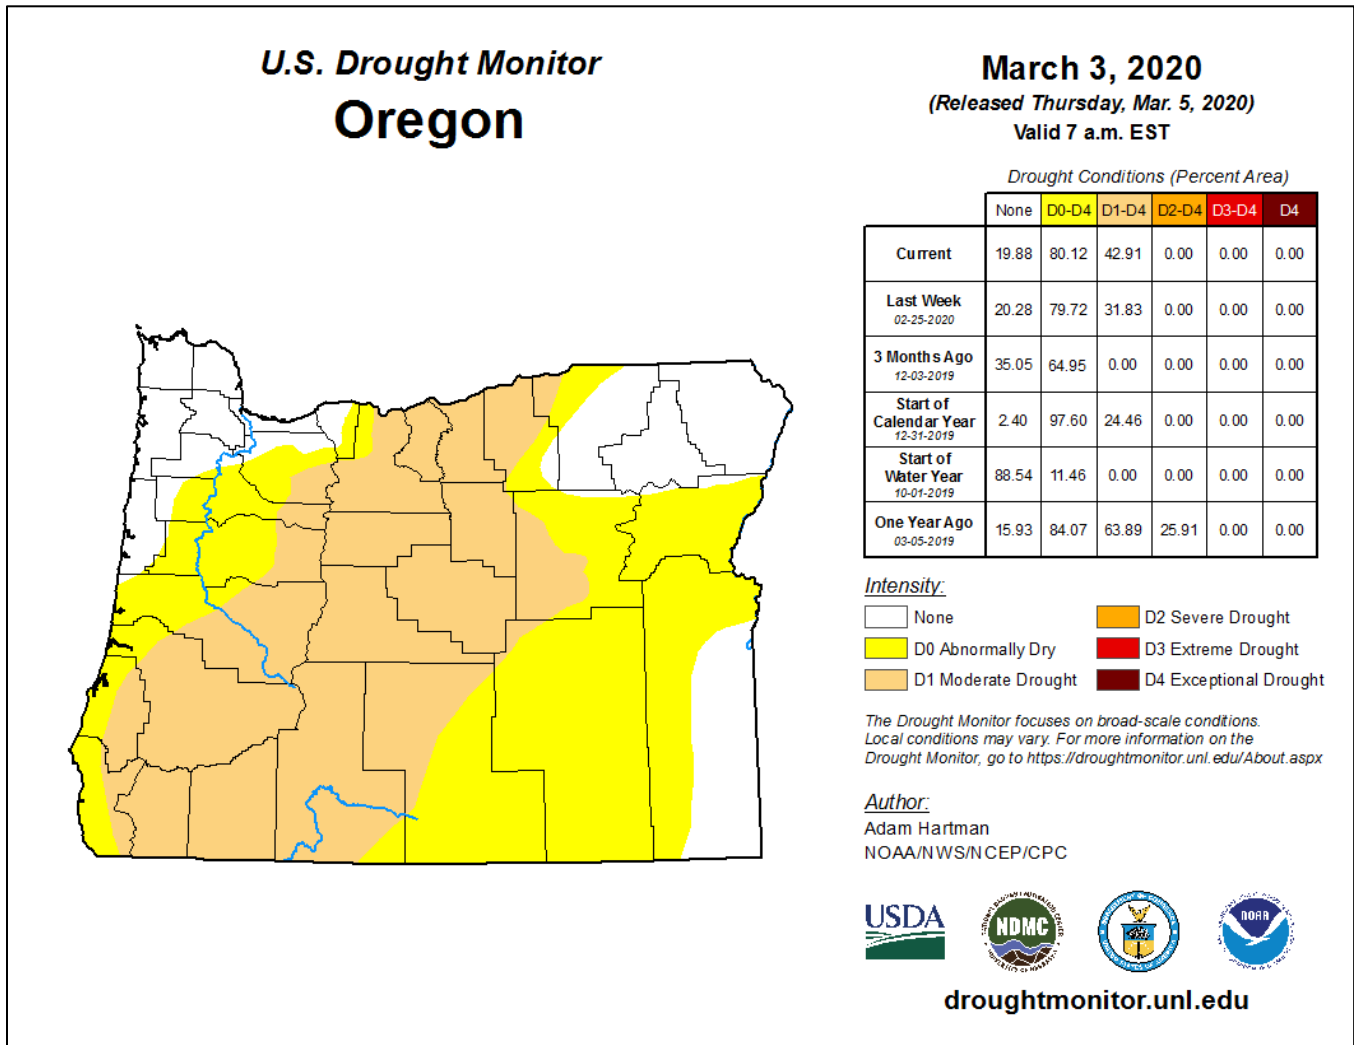 U.S. Drought Monitor
Oregon
March 3, 2020
(Released Thursday, Mar. 5, 2020)
Valid 7 a.m. EST
Drought Conditions (Percent Area)
None D0-D4 D1-D4 D2-D4 D3-D4 D4
Current 19.88 80.12 42.91 0.00 0.00 0.00
Last Week
02-25-2020
20.28 79.72 31.83 0.00 0.00 0.00
3 Months Ago
12-03-2019
35.05 64.95 0.00 0.00 0.00 0.00
Start of
Calendar Year
12-31-2019
2.40 97.60 24.46 0.00 0.00 0.00
Start of
Water Year
10-01-2019
88.54 11.46 0.00 0.00 0.00 0.00
One Year Ago
03-05-2019
15.93 84.07 63.89 25.91 0.00 0.00
Intensity:
None
D0 Abnormally Dry
D1 Moderate Drought
D2 Severe Drought
D3 Extreme Drought
D4 Exceptional Drought
The Drought Monitor focuses on broad-scale conditions.
Local conditions may vary. For more information on the
Drought Monitor, go to https://droughtmonitor.unl.edu/About.aspx
Author:
Adam Hartman
NOAA/NWS/NCEP/CPC
USDA
NDMC
NOAA
droughtmonitor.unl.edu